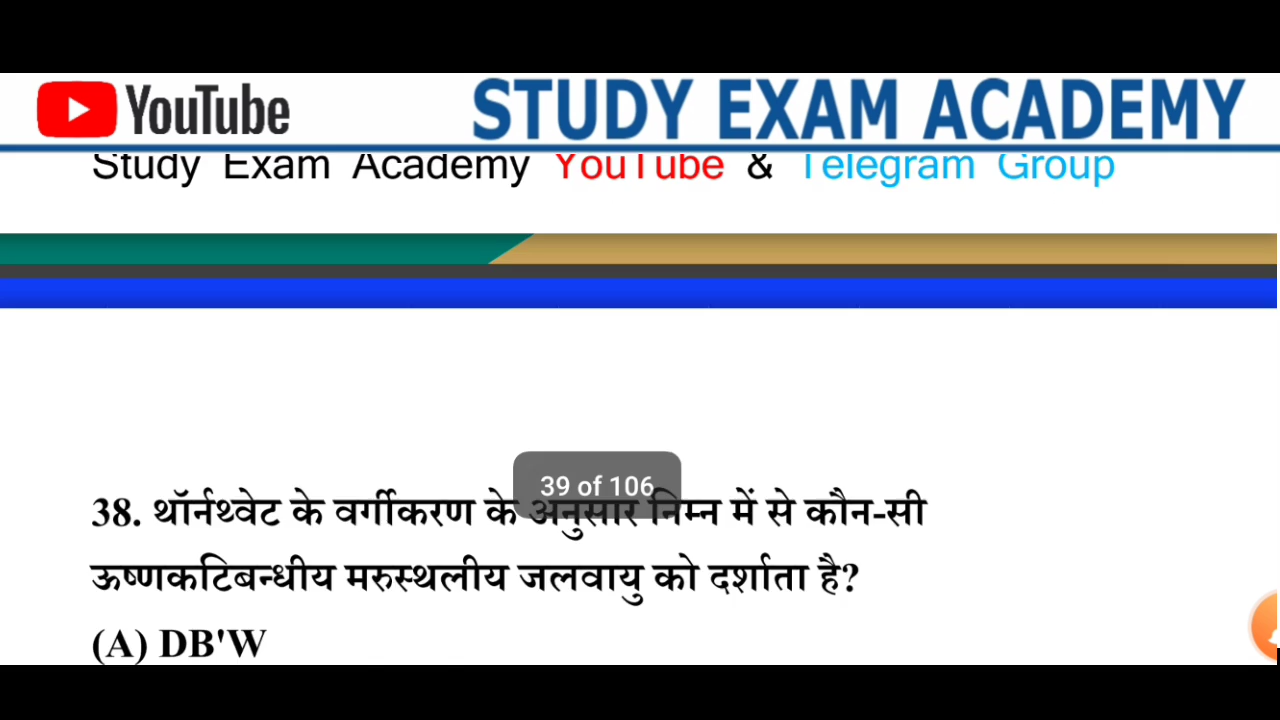 YouTube
STUDY EXAM ACADEMY
Study Exam Academy YouTube & Telegram Group
39 of 106
38. थॉर्नथ्वेट के वर्गीकरण के अनुसार निम्न में से कौन-सी
ऊष्णकटिबन्धीय मरुस्थलीय जलवायु को दर्शाता है?
(A) DB'W